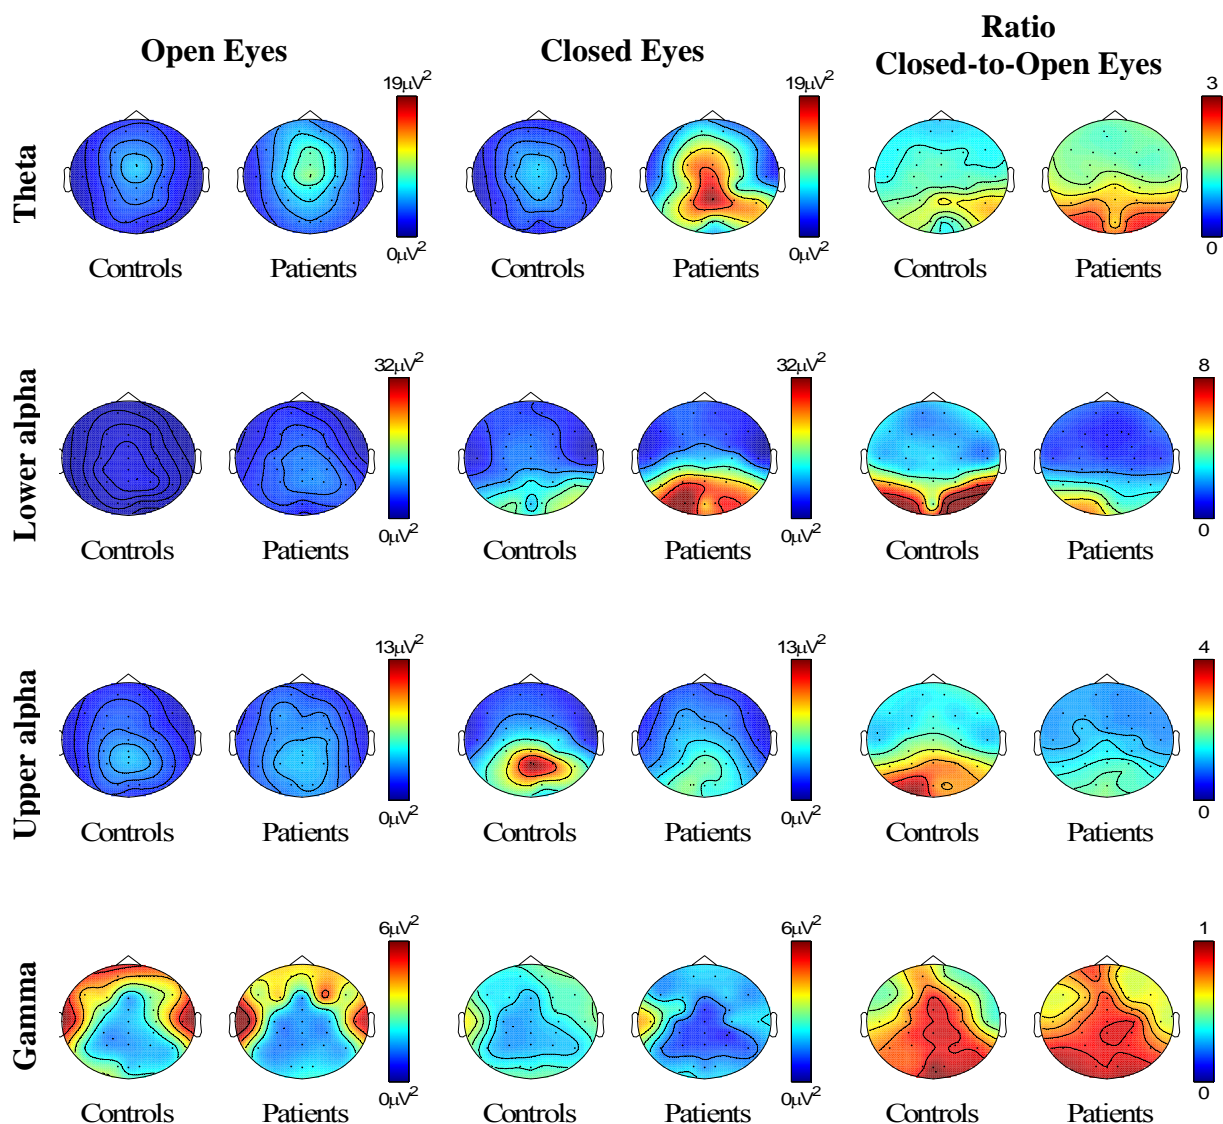 Open Eyes
Closed Eyes
Ratio
Closed-to-Open Eyes
Theta
19μV²
0μV²
19μV²
0μV²
3
0
Controls
Patients
Controls
Patients
Controls
Patients
Lower alpha
32μV²
0μV²
32μV²
0μV²
8
0
Controls
Patients
Controls
Patients
Controls
Patients
Upper alpha
13μV²
0μV²
13μV²
0μV²
4
0
Controls
Patients
Controls
Patients
Controls
Patients
Gamma
6μV²
0μV²
6μV²
0μV²
1
0
Controls
Patients
Controls
Patients
Controls
Patients